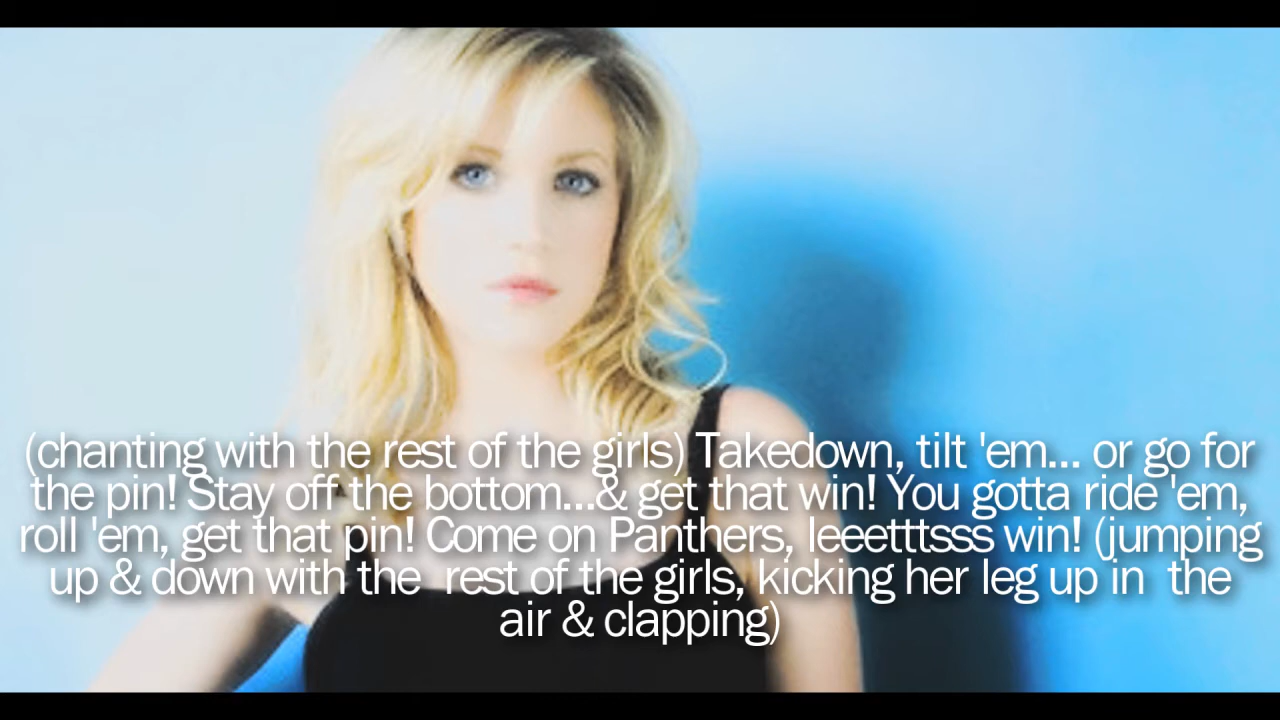 (chanting with the rest of the girls) Takedown, tilt 'em... or go for
the pin! Stay off the bottom...& get that win! You gotta ride 'em,
roll 'em, get that pin! Come on Panthers, leeetttsss win! (jumping
up & down with the  rest of the girls, kicking her leg up in  the
air & clapping)